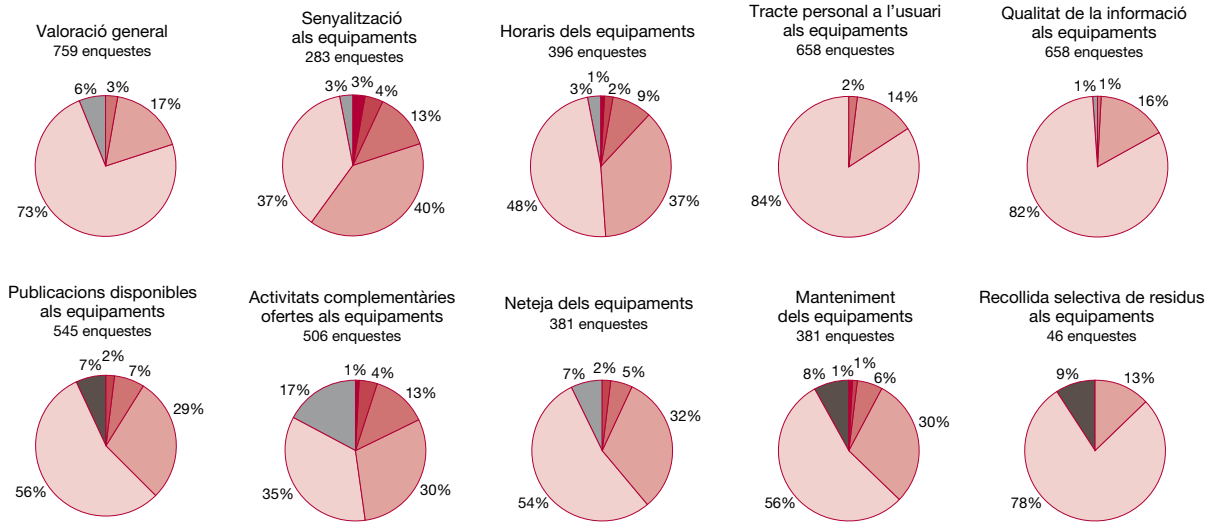 Valoració general
759 enquestes
6%
3%
17%
73%
Senyalització
als equipaments
283 enquestes
3%
3%
4%
13%
37%
40%
Horaris dels equipaments
396 enquestes
1%
3%
2%
9%
48%
37%
Tracte personal a l’usuari
als equipaments
658 enquestes
2%
14%
84%
Qualitat de la informació
als equipaments
658 enquestes
1%
1%
16%
82%
Publicacions disponibles
als equipaments
545 enquestes
7%
2%
7%
29%
56%
Activitats complementàries
ofertes als equipaments
506 enquestes
17%
1%
4%
13%
35%
30%
Neteja dels equipaments
381 enquestes
7%
2%
5%
32%
54%
Manteniment
dels equipaments
381 enquestes
8%
1%
1%
6%
30%
56%
Recollida selectiva de residus
als equipaments
46 enquestes
9%
13%
78%